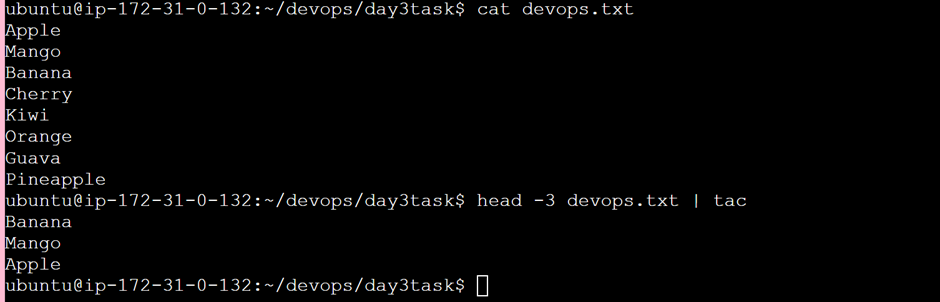 ubuntu@ip-172-31-0-132:~/devops/day3task$ cat devops.txt
Apple
Mango
Banana
Cherry
Kiwi
Orange
Guava
Pineapple
ubuntu@ip-172-31-0-132:~/devops/day3task$ head -3 devops.txt | tac
Banana
Mango
Apple
ubuntu@ip-172-31-0-132:~/devops/day3task$